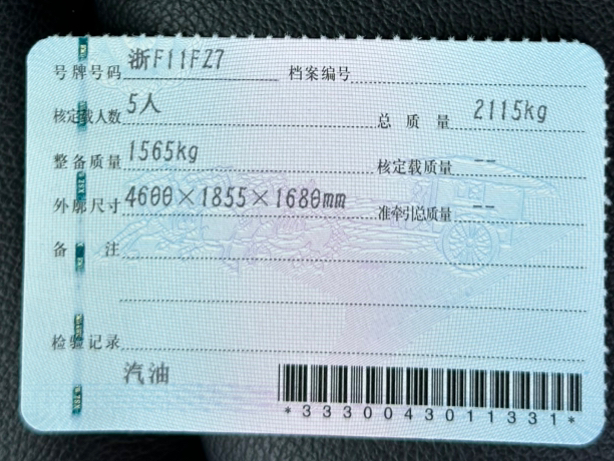 号牌号码 浙F11FZ7 档案编号
核定载人数 5人 总质量 2115kg
整备质量 1565kg 核定载质量 --
外廓尺寸 4600×1855×1680mm 准牵引总质量 --
备注
检验记录
汽油
*3330043011331*